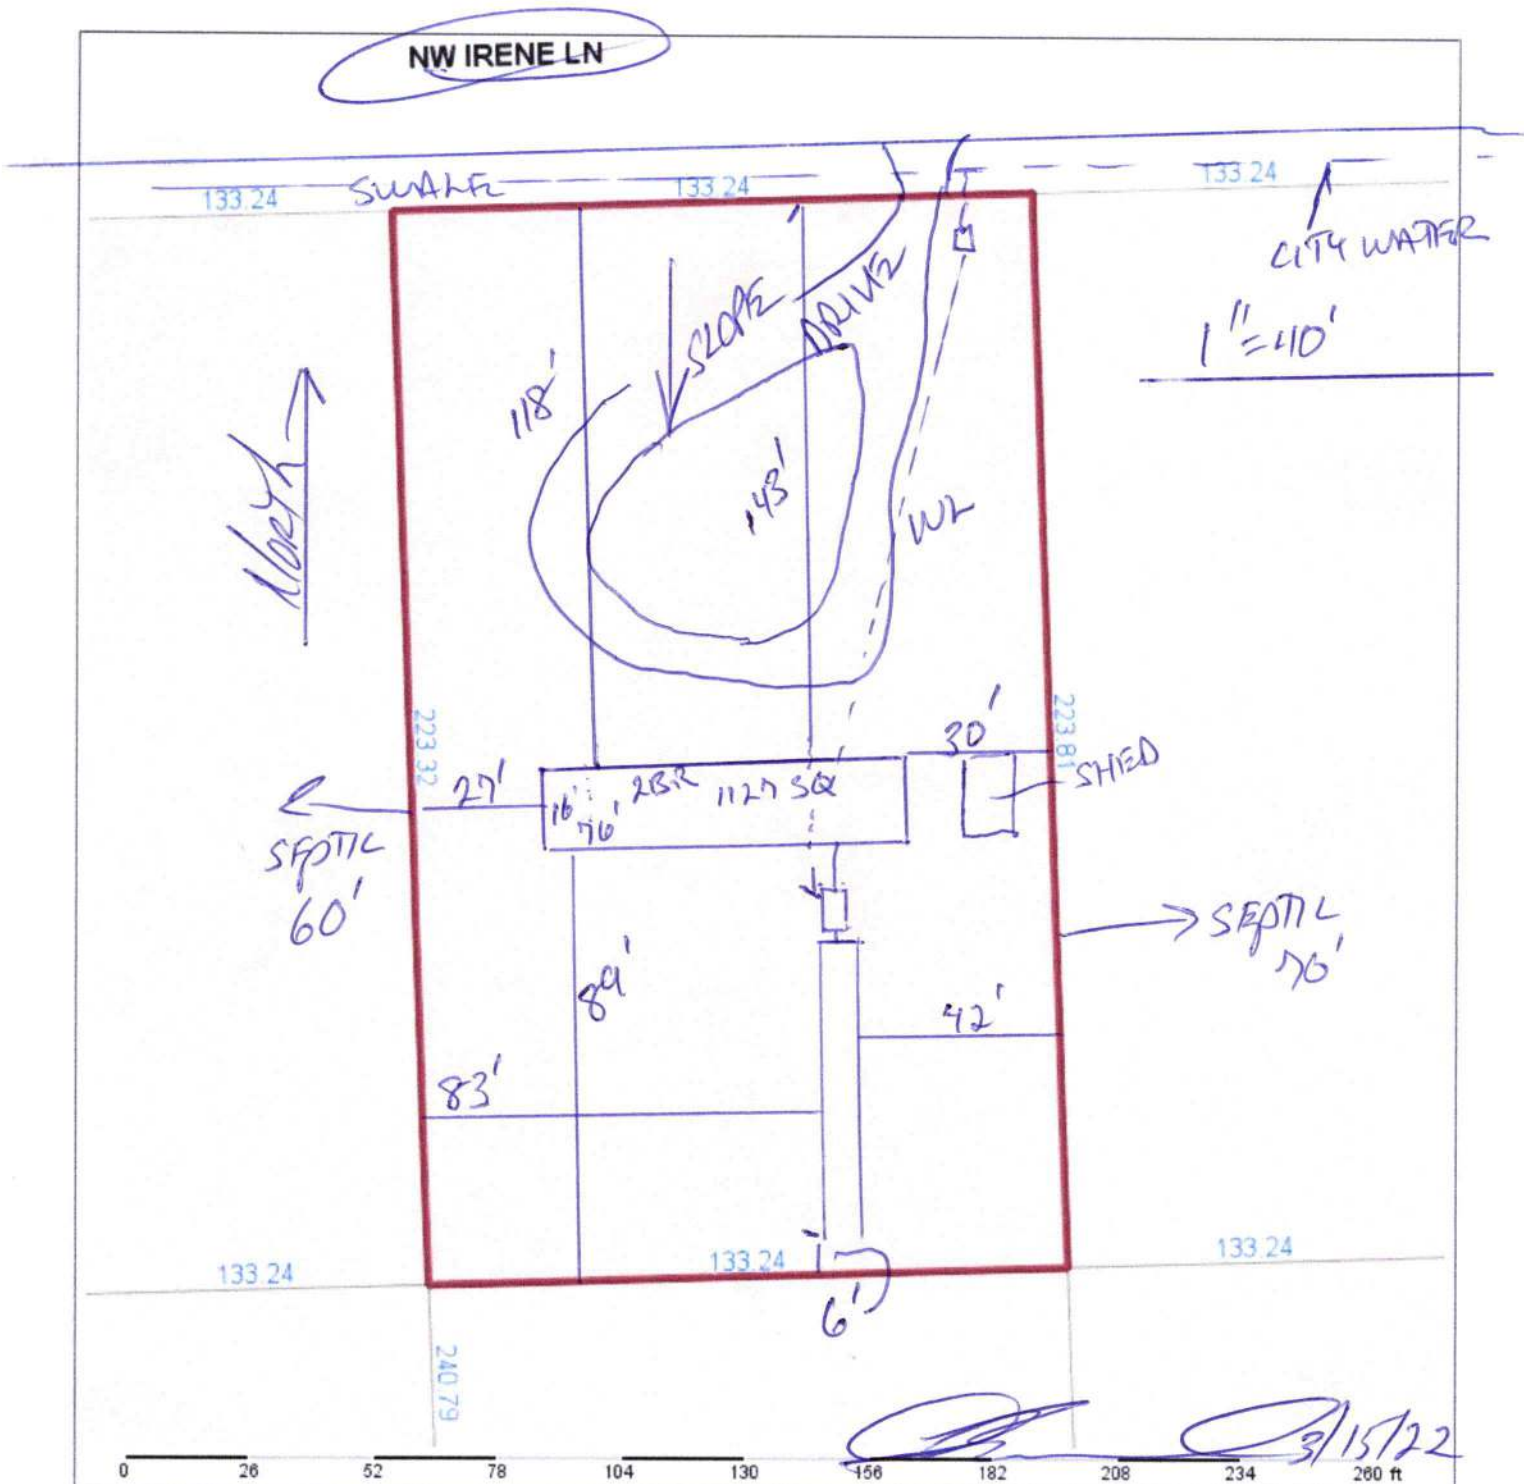 NW IRENE LN
SWALE
133.24
133.24
133.24
CITY WATER
1"=40'
SLOPE
DRIVE
118'
143'
WL
North
223.32
223.81
27'
16'
76'
2BR 1127 SQ
30'
SHED
SEPTIC
60'
SEPTIC
70'
89'
42'
83'
133.24
133.24
133.24
6'
240.79
3/15/22
0 26 52 78 104 130 156 182 208 234 260 ft